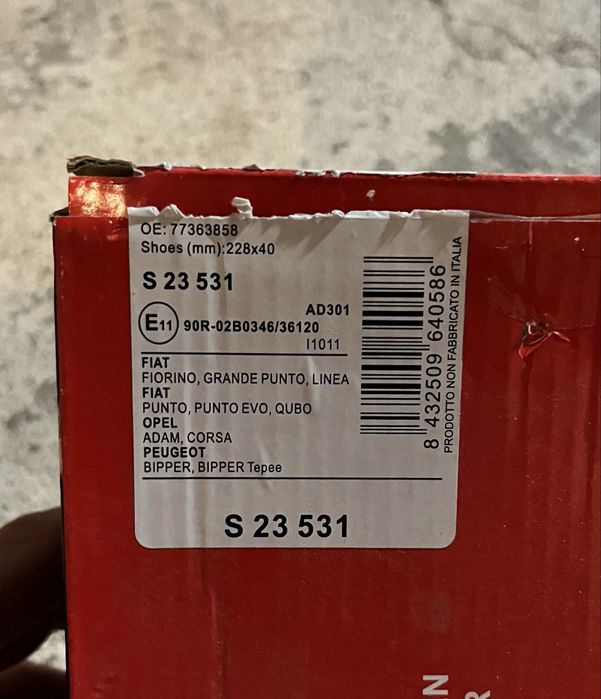 OE: 77363858
Shoes (mm):228x40
S 23 531
AD301
E11 90R-02B0346/36120
I1011
FIAT
FIORINO, GRANDE PUNTO, LINEA
FIAT
PUNTO, PUNTO EVO, QUBO
OPEL
ADAM, CORSA
PEUGEOT
BIPPER, BIPPER Tepee
S 23 531
8 432509 640586
PRODOTTO NON FABBRICATO IN ITALIA
N
R